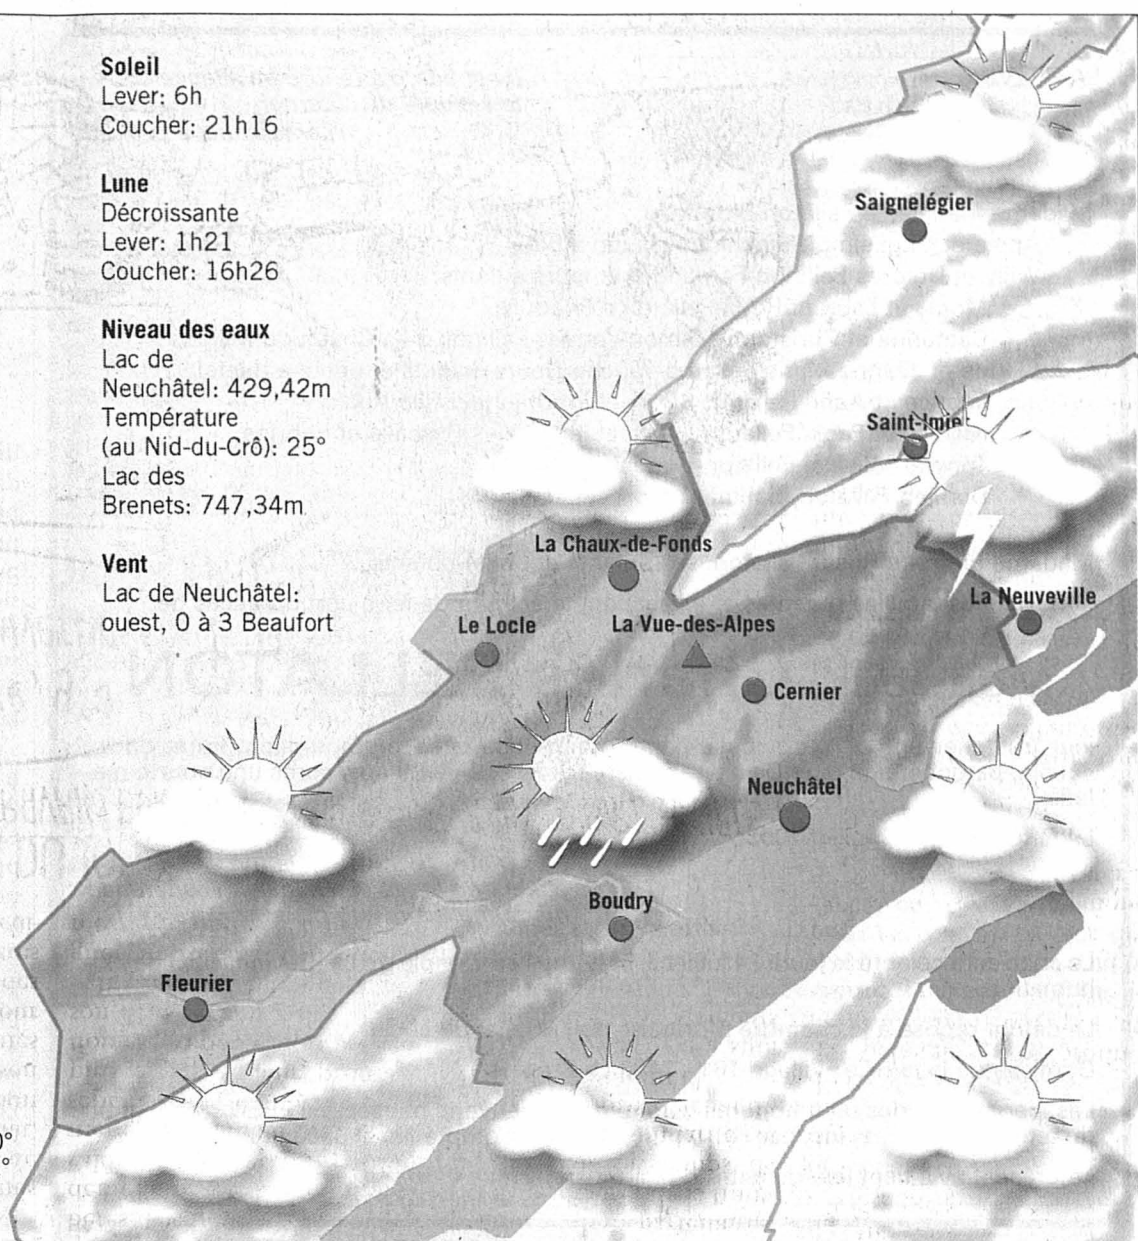 Soleil
Lever: 6h
Coucher: 21h16
Lune
Décroissante
Lever: 1h21
Coucher: 16h26
Niveau des eaux
Lac de
Neuchâtel: 429,42m
Température
(au Nid-du-Crô): 25°
Lac des
Brenets: 747,34m
Vent
Lac de Neuchâtel:
ouest, 0 à 3 Beaufort
Saignelégier
Saint-Imier
La Chaux-de-Fonds
La Neuveville
Le Locle
La Vue-des-Alpes
Cernier
Neuchâtel
Boudry
Fleurier